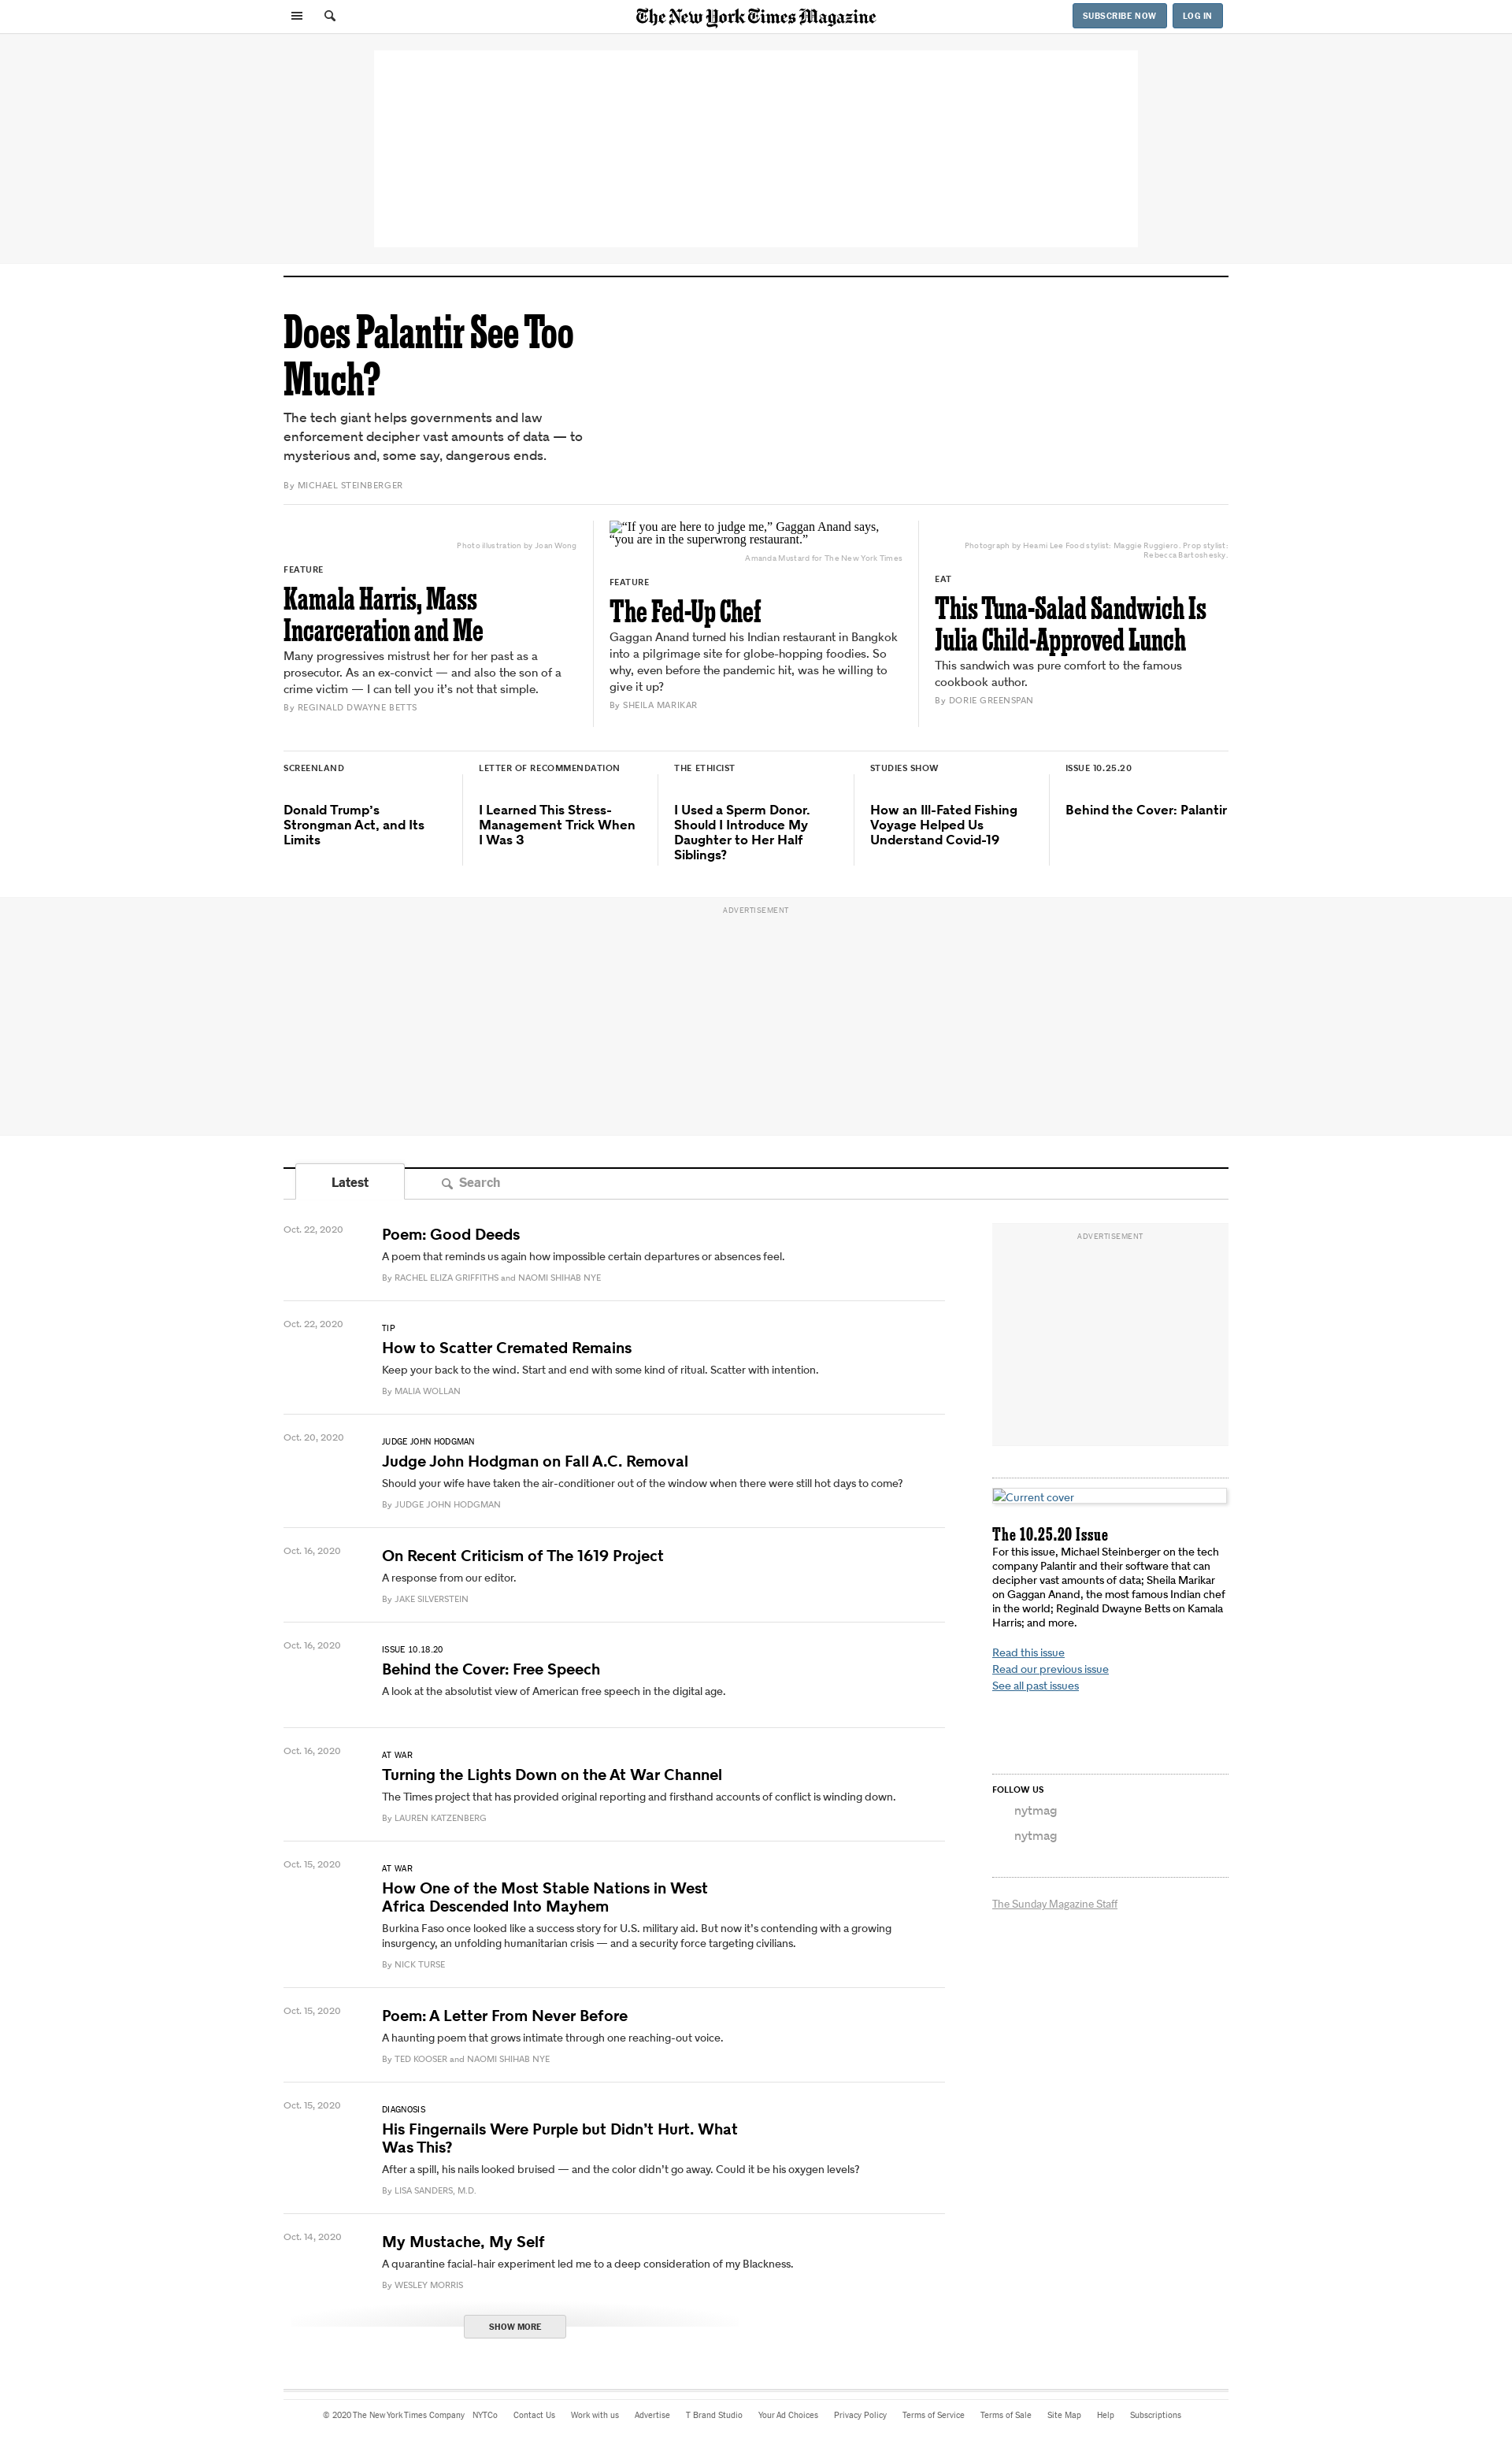 The New York Times Magazine
SUBSCRIBE NOW
LOG IN
Does Palantir See Too
Much?
The tech giant helps governments and law
enforcement decipher vast amounts of data — to
mysterious and, some say, dangerous ends.
By MICHAEL STEINBERGER
Photo illustration by Joan Wong
FEATURE
Kamala Harris, Mass
Incarceration and Me
Many progressives mistrust her for her past as a
prosecutor. As an ex-convict — and also the son of a
crime victim — I can tell you it’s not that simple.
By REGINALD DWAYNE BETTS
“If you are here to judge me,” Gaggan Anand says,
“you are in the superwrong restaurant.”
Amanda Mustard for The New York Times
FEATURE
The Fed-Up Chef
Gaggan Anand turned his Indian restaurant in Bangkok
into a pilgrimage site for globe-hopping foodies. So
why, even before the pandemic hit, was he willing to
give it up?
By SHEILA MARIKAR
Photograph by Heami Lee Food stylist: Maggie Ruggiero. Prop stylist:
Rebecca Bartoshesky.
EAT
This Tuna-Salad Sandwich Is
Julia Child-Approved Lunch
This sandwich was pure comfort to the famous
cookbook author.
By DORIE GREENSPAN
SCREENLAND
Donald Trump’s
Strongman Act, and Its
Limits
LETTER OF RECOMMENDATION
I Learned This Stress-
Management Trick When
I Was 3
THE ETHICIST
I Used a Sperm Donor.
Should I Introduce My
Daughter to Her Half
Siblings?
STUDIES SHOW
How an Ill-Fated Fishing
Voyage Helped Us
Understand Covid-19
ISSUE 10.25.20
Behind the Cover: Palantir
ADVERTISEMENT
Latest
Search
Oct. 22, 2020
Poem: Good Deeds
A poem that reminds us again how impossible certain departures or absences feel.
By RACHEL ELIZA GRIFFITHS and NAOMI SHIHAB NYE
Oct. 22, 2020
TIP
How to Scatter Cremated Remains
Keep your back to the wind. Start and end with some kind of ritual. Scatter with intention.
By MALIA WOLLAN
Oct. 20, 2020
JUDGE JOHN HODGMAN
Judge John Hodgman on Fall A.C. Removal
Should your wife have taken the air-conditioner out of the window when there were still hot days to come?
By JUDGE JOHN HODGMAN
Oct. 16, 2020
On Recent Criticism of The 1619 Project
A response from our editor.
By JAKE SILVERSTEIN
Oct. 16, 2020
ISSUE 10.18.20
Behind the Cover: Free Speech
A look at the absolutist view of American free speech in the digital age.
Oct. 16, 2020
AT WAR
Turning the Lights Down on the At War Channel
The Times project that has provided original reporting and firsthand accounts of conflict is winding down.
By LAUREN KATZENBERG
Oct. 15, 2020
AT WAR
How One of the Most Stable Nations in West
Africa Descended Into Mayhem
Burkina Faso once looked like a success story for U.S. military aid. But now it’s contending with a growing
insurgency, an unfolding humanitarian crisis — and a security force targeting civilians.
By NICK TURSE
Oct. 15, 2020
Poem: A Letter From Never Before
A haunting poem that grows intimate through one reaching-out voice.
By TED KOOSER and NAOMI SHIHAB NYE
Oct. 15, 2020
DIAGNOSIS
His Fingernails Were Purple but Didn’t Hurt. What
Was This?
After a spill, his nails looked bruised — and the color didn’t go away. Could it be his oxygen levels?
By LISA SANDERS, M.D.
Oct. 14, 2020
My Mustache, My Self
A quarantine facial-hair experiment led me to a deep consideration of my Blackness.
By WESLEY MORRIS
SHOW MORE
ADVERTISEMENT
Current cover
The 10.25.20 Issue
For this issue, Michael Steinberger on the tech
company Palantir and their software that can
decipher vast amounts of data; Sheila Marikar
on Gaggan Anand, the most famous Indian chef
in the world; Reginald Dwayne Betts on Kamala
Harris; and more.
Read this issue
Read our previous issue
See all past issues
FOLLOW US
nytmag
nytmag
The Sunday Magazine Staff
© 2020 The New York Times Company NYTCo Contact Us Work with us Advertise T Brand Studio Your Ad Choices Privacy Policy Terms of Service Terms of Sale Site Map Help Subscriptions